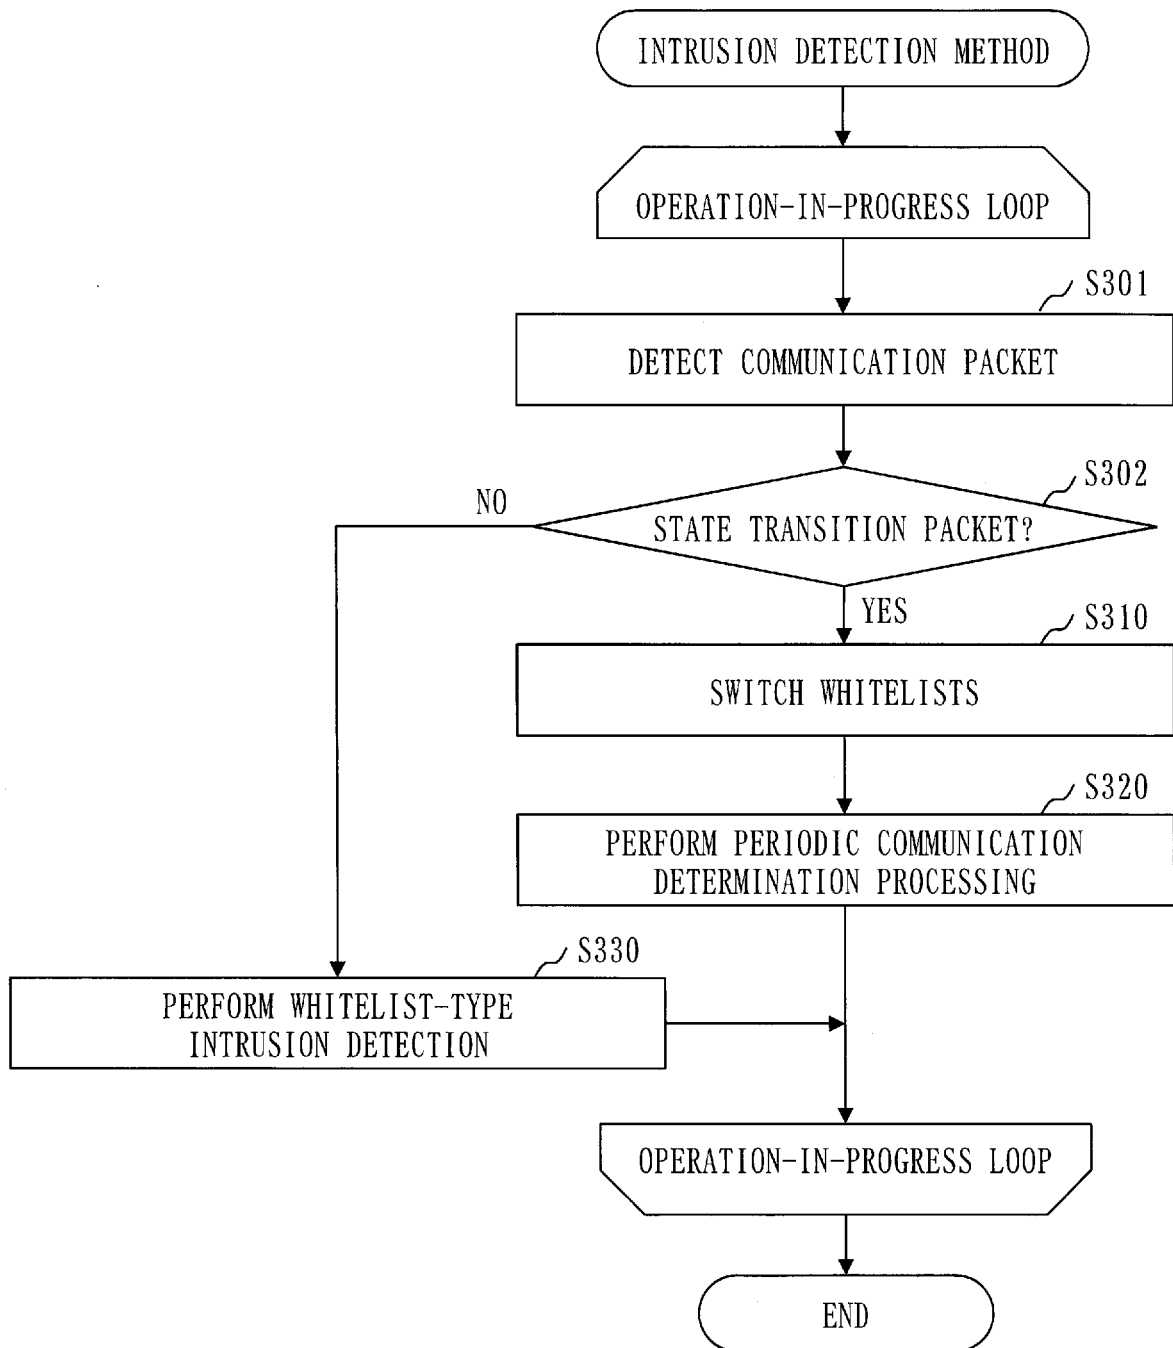 INTRUSION DETECTION METHOD
OPERATION-IN-PROGRESS LOOP
S301
DETECT COMMUNICATION PACKET
S302
NO
STATE TRANSITION PACKET?
YES
S310
SWITCH WHITELISTS
S320
PERFORM PERIODIC COMMUNICATION
DETERMINATION PROCESSING
S330
PERFORM WHITELIST-TYPE
INTRUSION DETECTION
OPERATION-IN-PROGRESS LOOP
END